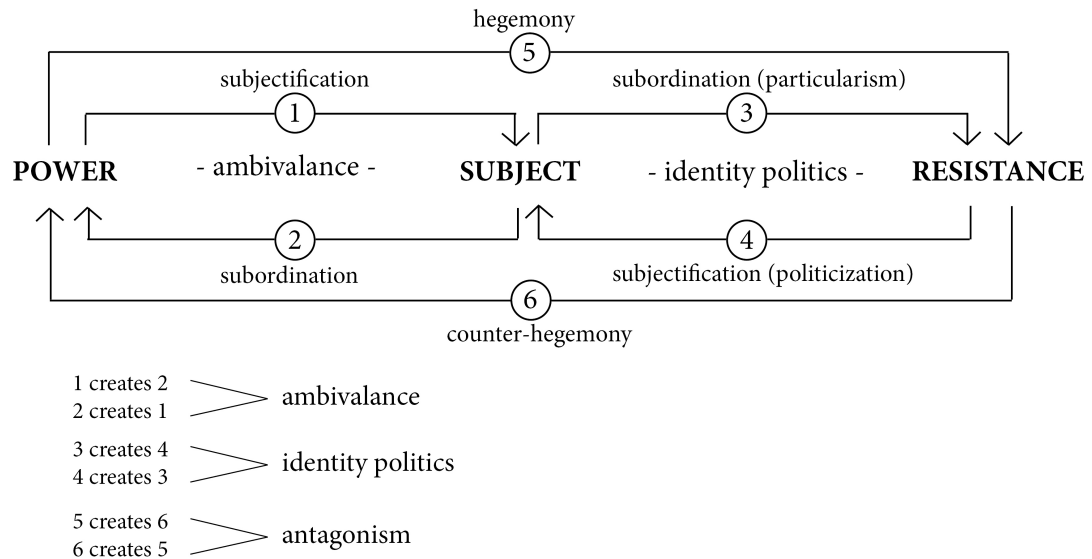 hegemony
5
subjectification
subordination (particularism)
1
3
POWER
- ambivalance -
SUBJECT
- identity politics -
RESISTANCE
2
4
subordination
subjectification (politicization)
6
counter-hegemony
1 creates 2
2 creates 1
ambivalance
3 creates 4
4 creates 3
identity politics
5 creates 6
6 creates 5
antagonism